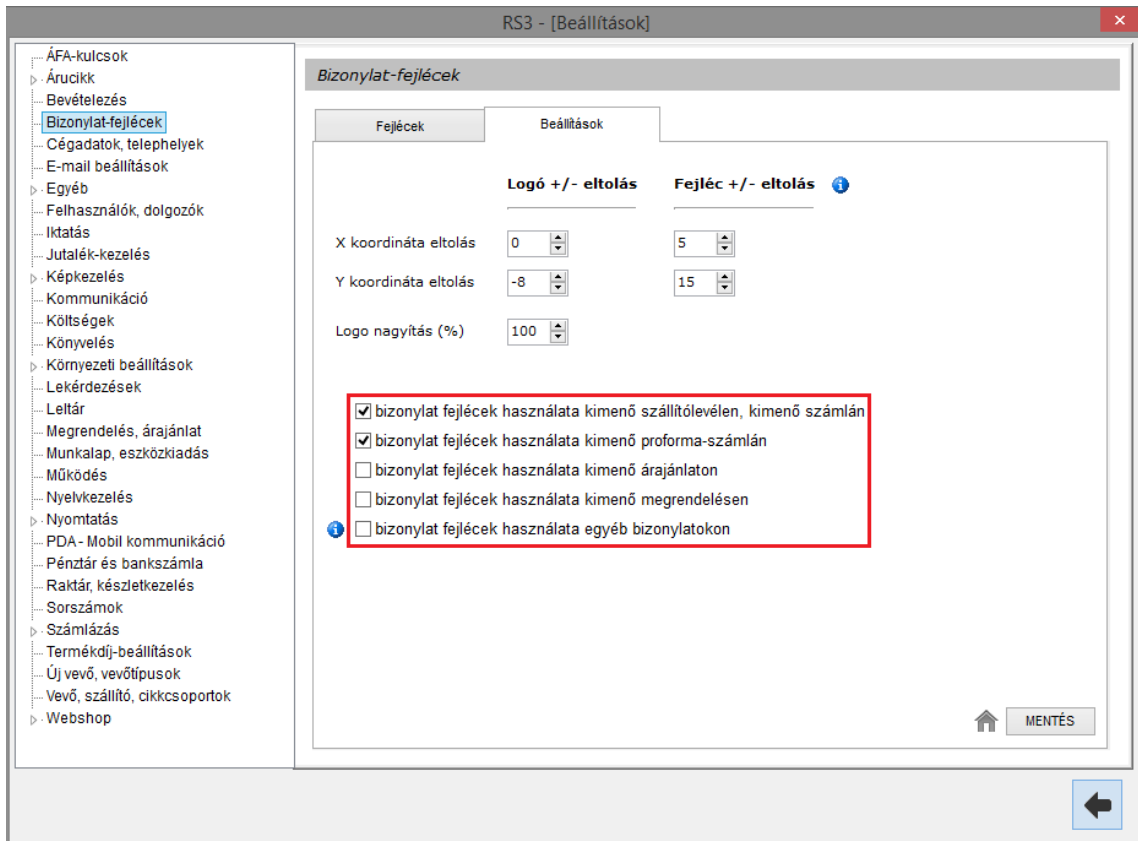 RS3 - [Beállítások]
ÁFA-kulcsok
Árucikk
Bevételezés
Bizonylat-fejlécek
Cégadatok, telephelyek
E-mail beállítások
Egyéb
Felhasználók, dolgozók
Iktatás
Jutalék-kezelés
Képkezelés
Kommunikáció
Költségek
Könyvelés
Környezeti beállítások
Lekérdezések
Leltár
Megrendelés, árajánlat
Munkalap, eszközkiadás
Működés
Nyelvkezelés
Nyomtatás
PDA - Mobil kommunikáció
Pénztár és bankszámla
Raktár, készletkezelés
Sorszámok
Számlázás
Termékdíj-beállítások
Új vevő, vevőtípusok
Vevő, szállító, cikkcsoportok
Webshop
Bizonylat-fejlécek
Fejlécek Beállítások
Logó +/- eltolás Fejléc +/- eltolás
X koordináta eltolás 0 5
Y koordináta eltolás -8 15
Logo nagyítás (%) 100
bizonylat fejlécek használata kimenő szállítólevélen, kimenő számlán
bizonylat fejlécek használata kimenő proforma-számlán
bizonylat fejlécek használata kimenő árajánlaton
bizonylat fejlécek használata kimenő megrendelésen
bizonylat fejlécek használata egyéb bizonylatokon
MENTÉS